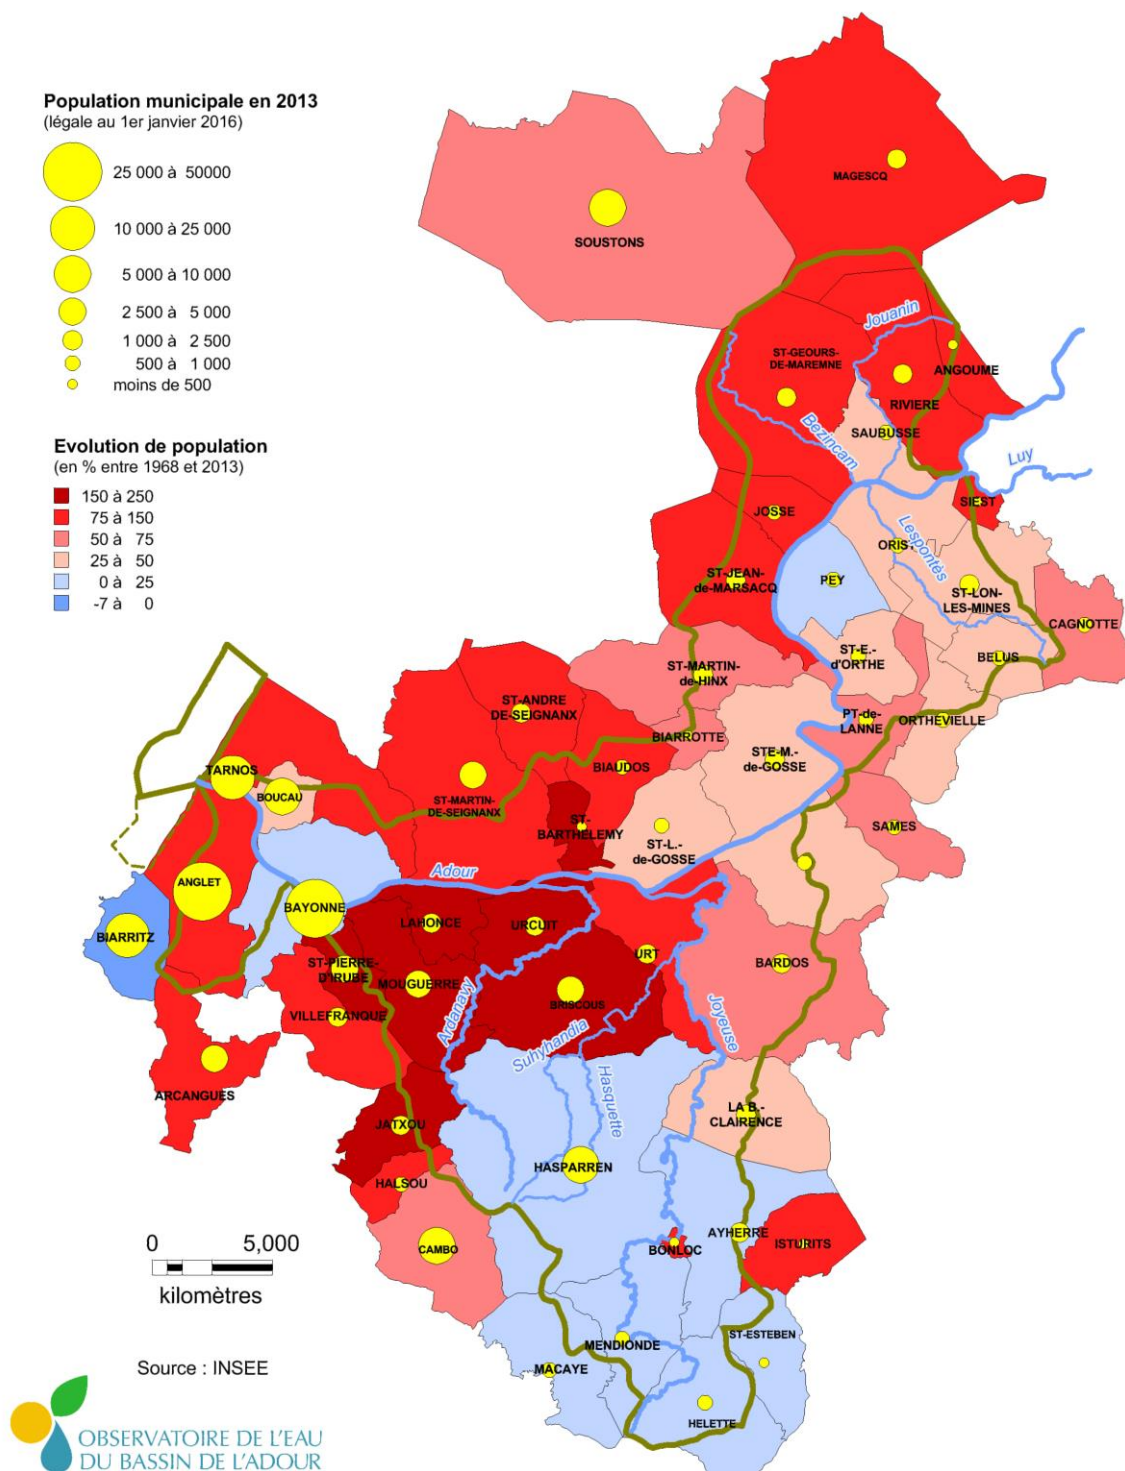 Population municipale en 2013
(légale au 1er janvier 2016)
25 000 à 50000
10 000 à 25 000
5 000 à 10 000
2 500 à 5 000
1 000 à 2 500
500 à 1 000
moins de 500
Evolution de population
(en % entre 1968 et 2013)
150 à 250
75 à 150
50 à 75
25 à 50
0 à 25
-7 à 0
MAGESCQ
SOUSTONS
Jouanin
ST-GEOURS-
DE-MAREMNE
ANGOUME
RIVIERE
SAUBUSSE
Bezincam
Luy
SIEST
JOSSE
Lespontès
ORIST
ST-JEAN-
de-MARSACQ
PEY
ST-LON-
LES-MINES
CAGNOTTE
ST-E.-
d'ORTHE
BELUS
ST-MARTIN-
de-HINX
ST-ANDRE
DE-SEIGNANX
PT-de-
LANNE
ORTHEVIELLE
BIARROTTE
STE-M.-
de-GOSSE
TARNOS
BIAUDOS
BOUCAU
ST-MARTIN-
DE-SEIGNANX
ST-
BARTHELEMY
ST-L.-
de-GOSSE
SAMES
Adour
ANGLET
BAYONNE
BIARRITZ
LAHONCE
URCUIT
URT
BARDOS
ST-PIERRE-
D'IRUBE
MOUGUERRE
BRISCOUS
VILLEFRANQUE
Ardanavy
Suhyhandia
Joyeuse
Hasquette
ARCANGUES
LA B.-
CLAIRENCE
JATXOU
HASPARREN
HALSOU
AYHERRE
ISTURITS
BONLOC
CAMBO
0 5,000
kilomètres
ST-ESTEBEN
MENDIONDE
MACAYE
HELETTE
Source : INSEE
OBSERVATOIRE DE L'EAU
DU BASSIN DE L'ADOUR